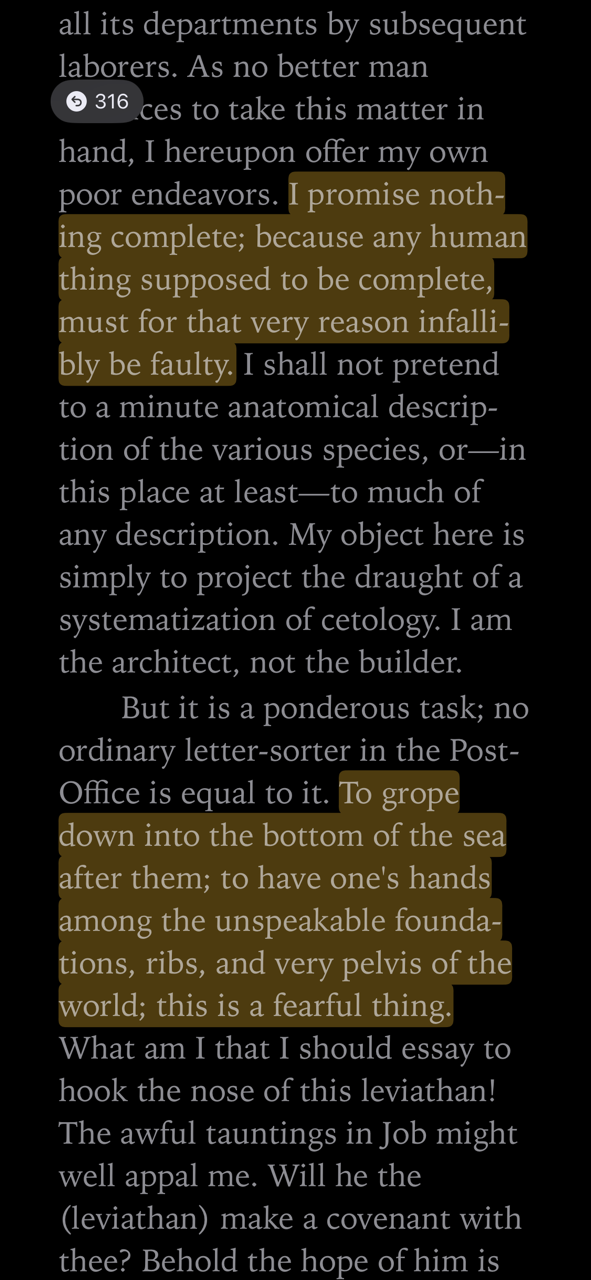 all its departments by subsequent
laborers. As no better man
316
ces to take this matter in
hand, I hereupon offer my own
poor endeavors. I promise noth-
ing complete; because any human
thing supposed to be complete,
must for that very reason infalli-
bly be faulty. I shall not pretend
to a minute anatomical descrip-
tion of the various species, or—in
this place at least—to much of
any description. My object here is
simply to project the draught of a
systematization of cetology. I am
the architect, not the builder.
But it is a ponderous task; no
ordinary letter-sorter in the Post-
Office is equal to it. To grope
down into the bottom of the sea
after them; to have one's hands
among the unspeakable founda-
tions, ribs, and very pelvis of the
world; this is a fearful thing.
What am I that I should essay to
hook the nose of this leviathan!
The awful tauntings in Job might
well appal me. Will he the
(leviathan) make a covenant with
thee? Behold the hope of him is